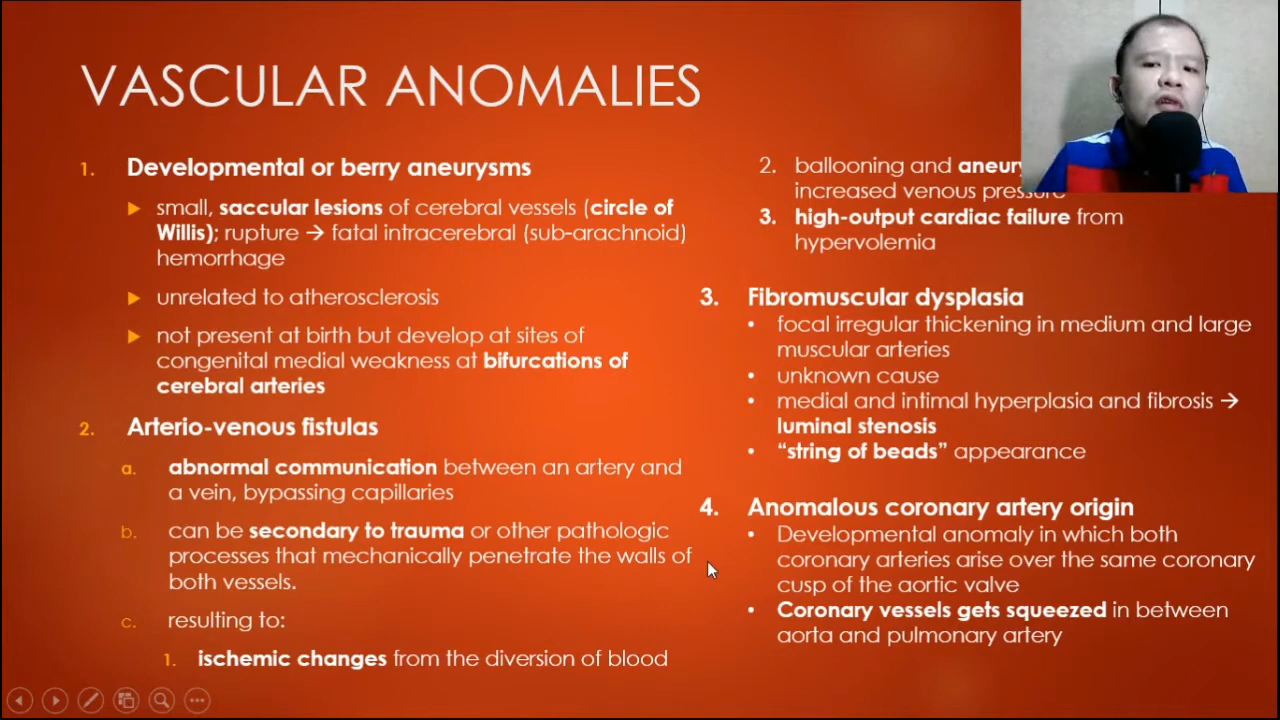 VASCULAR ANOMALIES
1. Developmental or berry aneurysms
▶ small, saccular lesions of cerebral vessels (circle of
Willis); rupture → fatal intracerebral (sub-arachnoid)
hemorrhage
▶ unrelated to atherosclerosis
▶ not present at birth but develop at sites of
congenital medial weakness at bifurcations of
cerebral arteries
2. Arterio-venous fistulas
a. abnormal communication between an artery and
a vein, bypassing capillaries
b. can be secondary to trauma or other pathologic
processes that mechanically penetrate the walls of
both vessels.
c. resulting to:
1. ischemic changes from the diversion of blood
2. ballooning and
increased venous pressure
3. high-output cardiac failure from
hypervolemia
3. Fibromuscular dysplasia
• focal irregular thickening in medium and large
muscular arteries
• unknown cause
• medial and intimal hyperplasia and fibrosis →
luminal stenosis
• “string of beads” appearance
4. Anomalous coronary artery origin
• Developmental anomaly in which both
coronary arteries arise over the same coronary
cusp of the aortic valve
• Coronary vessels gets squeezed in between
aorta and pulmonary artery